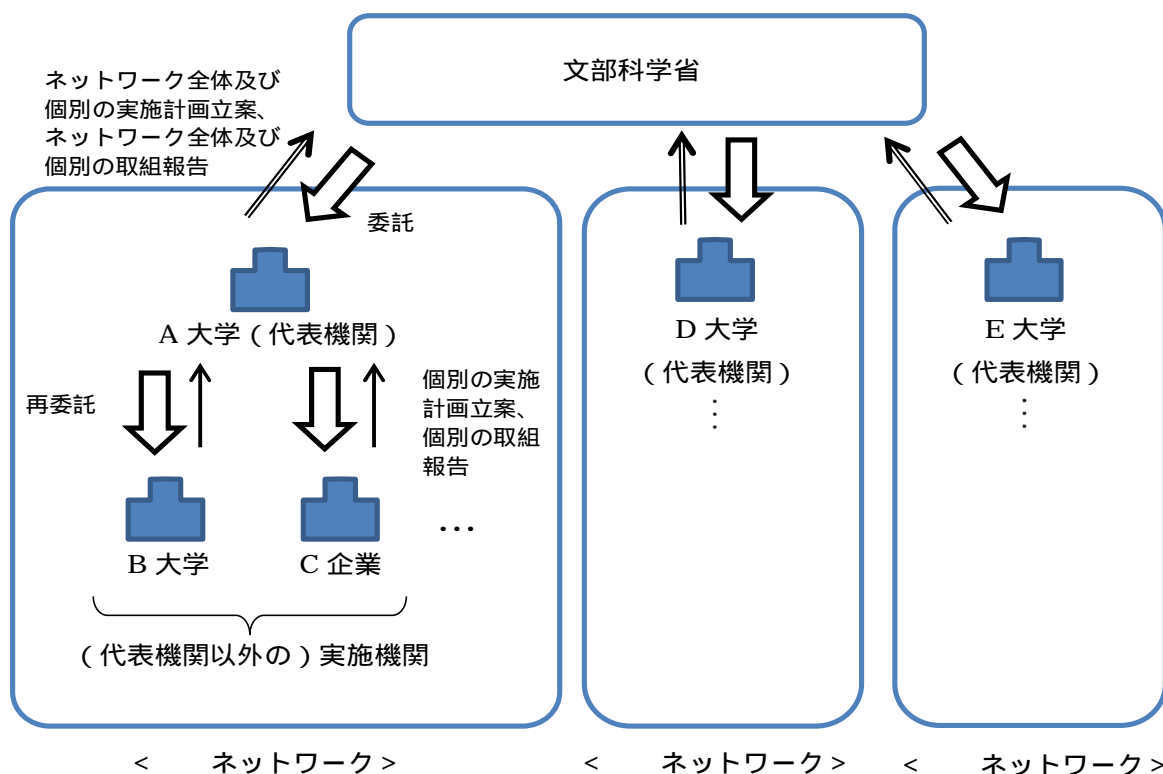 文部科学省
ネットワーク全体及び
個別の実施計画立案、
ネットワーク全体及び
個別の取組報告
委託
A 大学 ( 代表機関 )
再委託
個別の実施
計画立案、
個別の取組
報告
B 大学
C 企業
…
( 代表機関以外の ) 実施機関
D 大学
( 代表機関 )
⋮
E 大学
( 代表機関 )
⋮
< ネットワーク >
< ネットワーク >
< ネットワーク >